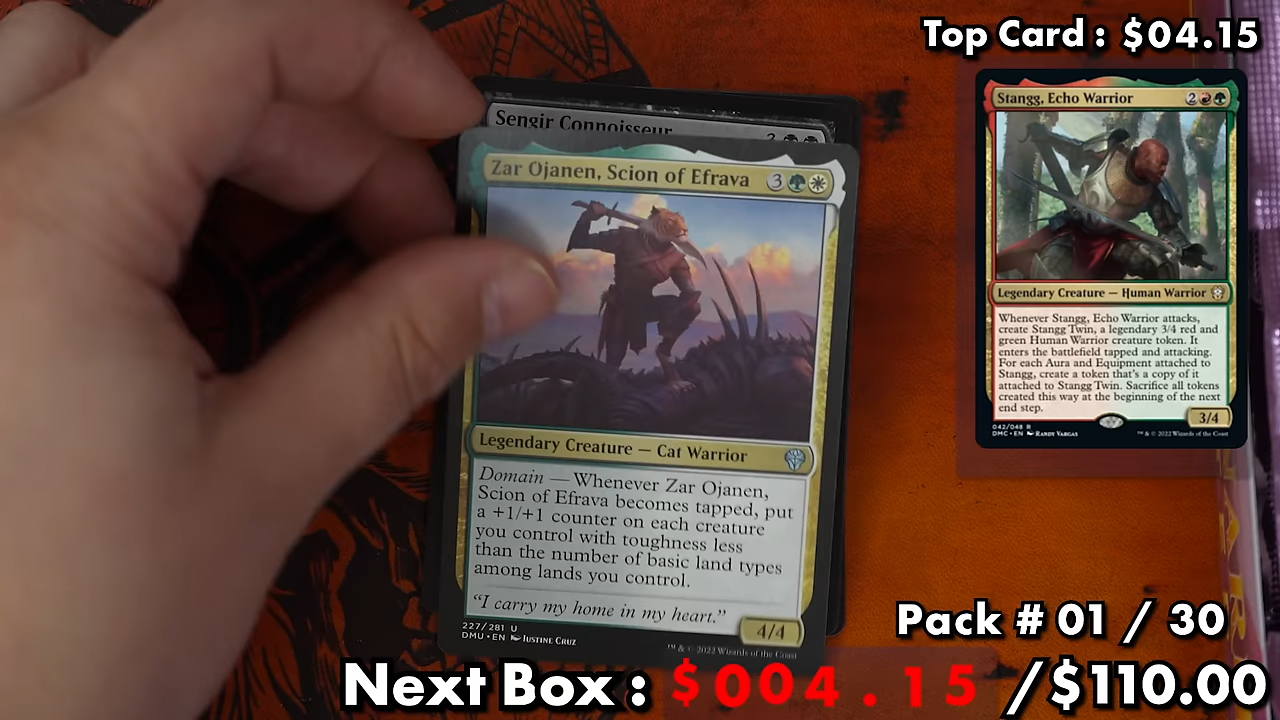 Top Card : $04.15
Stangg, Echo Warrior 2
Legendary Creature — Human Warrior
Whenever Stangg, Echo Warrior attacks,
create Stangg Twin, a legendary 3/4 red and
green Human Warrior creature token. It
enters the battlefield tapped and attacking.
For each Aura and Equipment attached to
Stangg, create a token that's a copy of it
attached to Stangg Twin. Sacrifice all tokens
created this way at the beginning of the next
end step.
3/4
042/048 R
DMC • EN RANDY VARGAS
™ & © 2022 Wizards of the Coast
Sengir Connoisseur
Zar Ojanen, Scion of Efrava 3
Legendary Creature — Cat Warrior
Domain — Whenever Zar Ojanen,
Scion of Efrava becomes tapped, put
a +1/+1 counter on each creature
you control with toughness less
than the number of basic land types
among lands you control.
"I carry my home in my heart."
4/4
227/281 U
DMU • EN JUSTINE CRUZ
™ & © 2022 Wizards of the Coast
Pack # 01 / 30
Next Box : $004.15 /$110.00